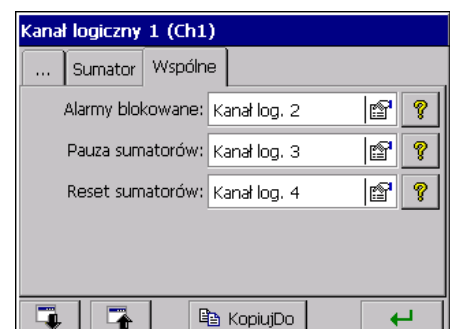 Kanał logiczny 1 (Ch1)
... Sumator Wspólne
Alarmy blokowane: Kanał log. 2 ?
Pauza sumatorów: Kanał log. 3 ?
Reset sumatorów: Kanał log. 4 ?
KopiujDo